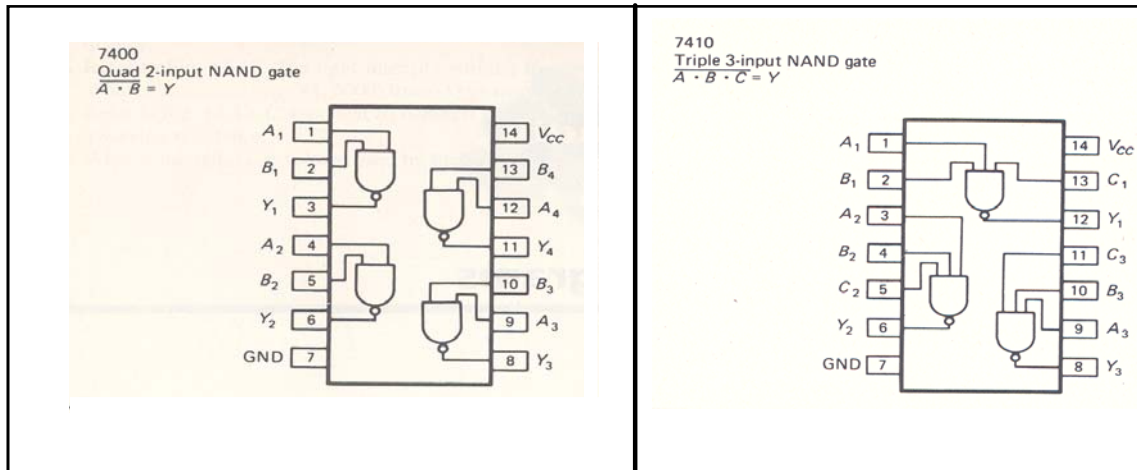 7400
Quad 2-input NAND gate
A · B = Y
A1 1
B1 2
Y1 3
A2 4
B2 5
Y2 6
GND 7
14 VCC
13 B4
12 A4
11 Y4
10 B3
9 A3
8 Y3
7410
Triple 3-input NAND gate
A · B · C = Y
A1 1
B1 2
A2 3
B2 4
C2 5
Y2 6
GND 7
14 VCC
13 C1
12 Y1
11 C3
10 B3
9 A3
8 Y3